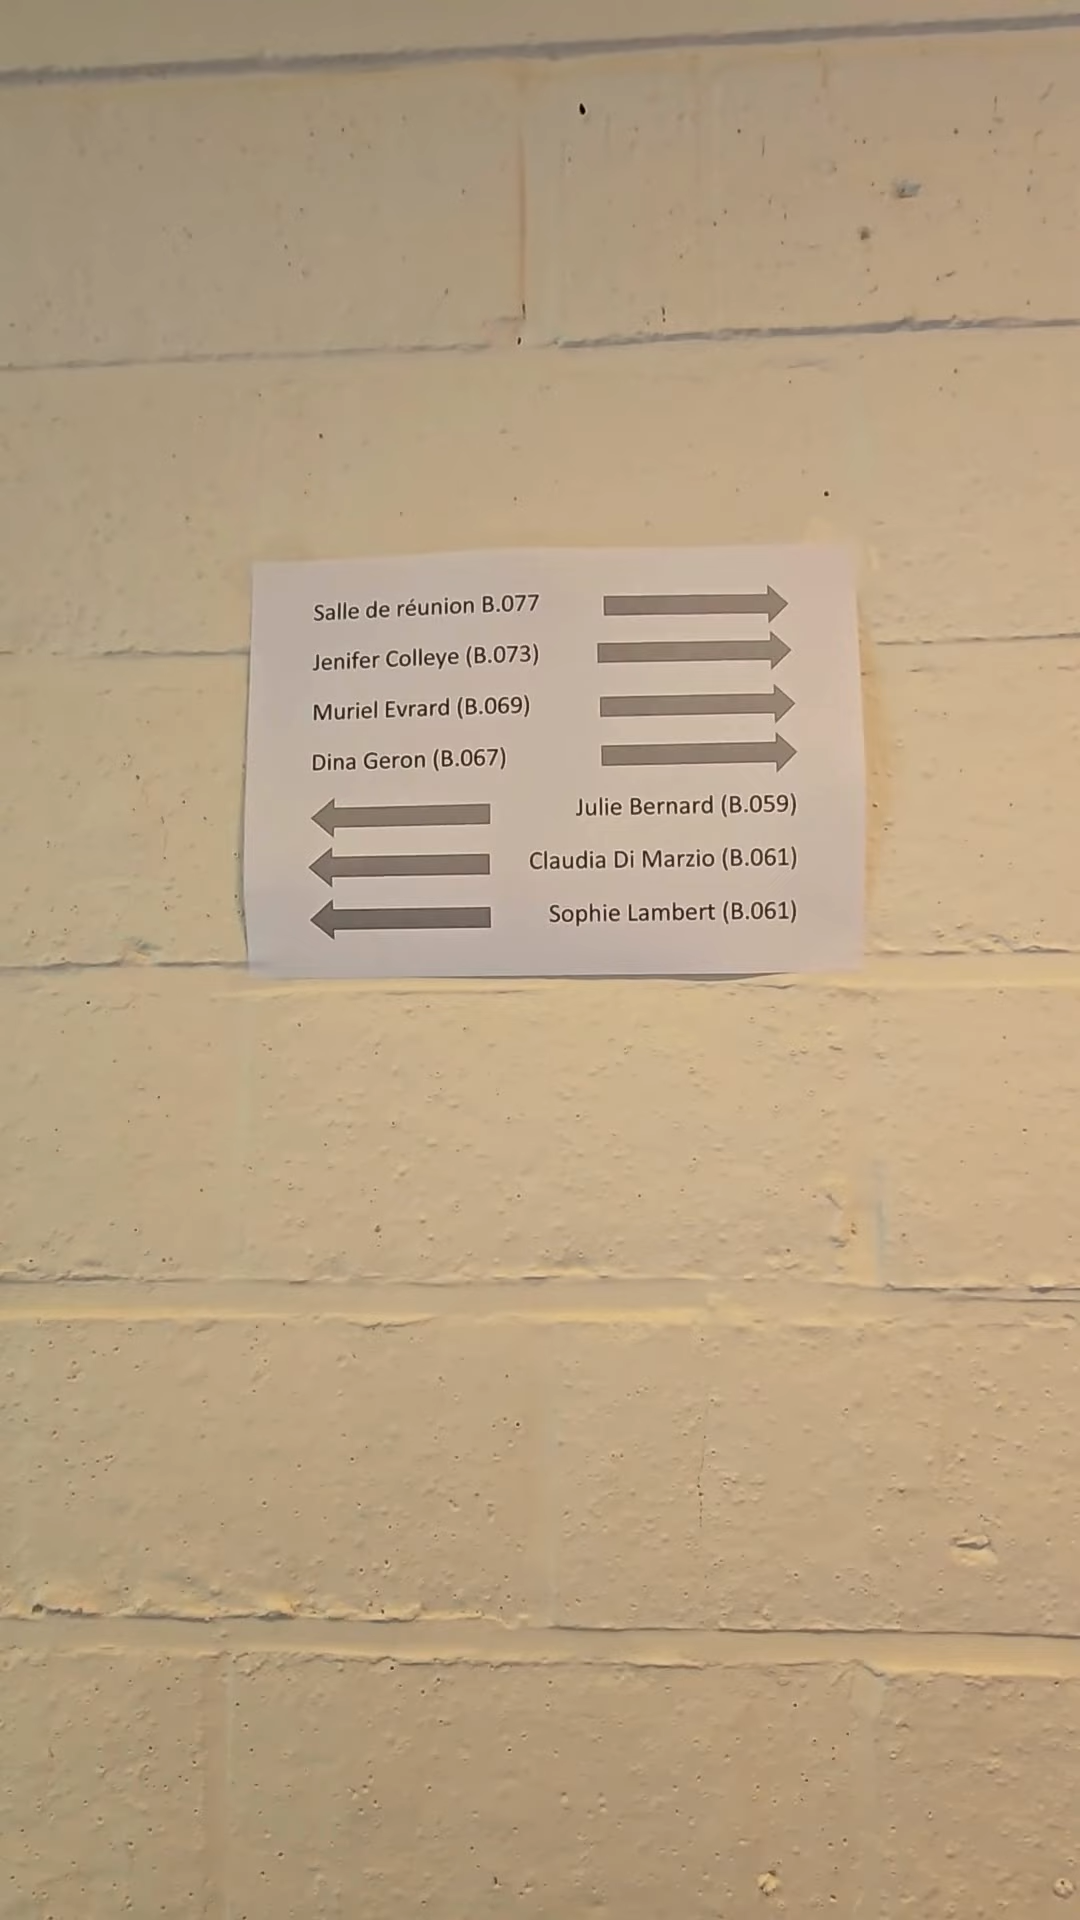 Salle de réunion B.077
Jenifer Colleye (B.073)
Muriel Evrard (B.069)
Dina Geron (B.067)
Julie Bernard (B.059)
Claudia Di Marzio (B.061)
Sophie Lambert (B.061)